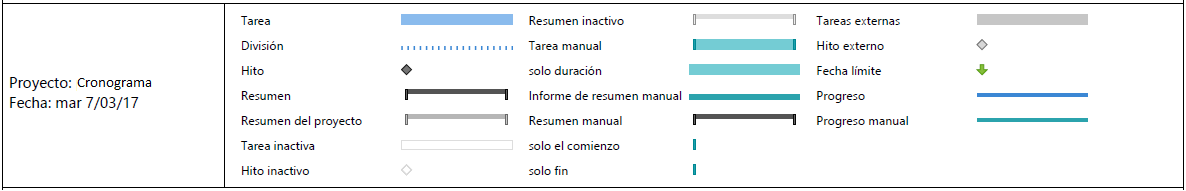 Proyecto: Cronograma
Fecha: mar 7/03/17
Tarea
División
Hito
Resumen
Resumen del proyecto
Tarea inactiva
Hito inactivo
Resumen inactivo
Tarea manual
solo duración
Informe de resumen manual
Resumen manual
solo el comienzo
solo fin
Tareas externas
Hito externo
Fecha límite
Progreso
Progreso manual